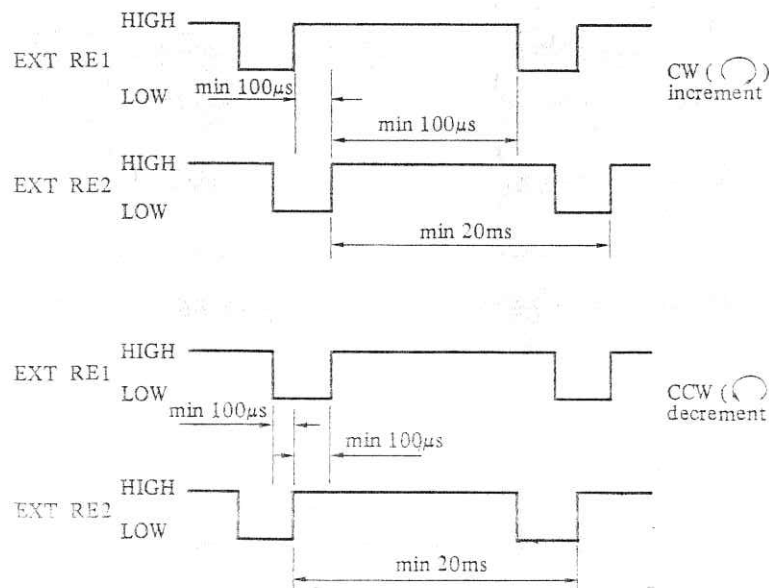 HIGH
EXT RE1
LOW
min 100µs
CW ( )
increment
min 100µs
HIGH
EXT RE2
LOW
min 20ms
HIGH
EXT RE1
LOW
CCW (
decrement
min 100µs
min 100µs
HIGH
EXT RE2
LOW
min 20ms